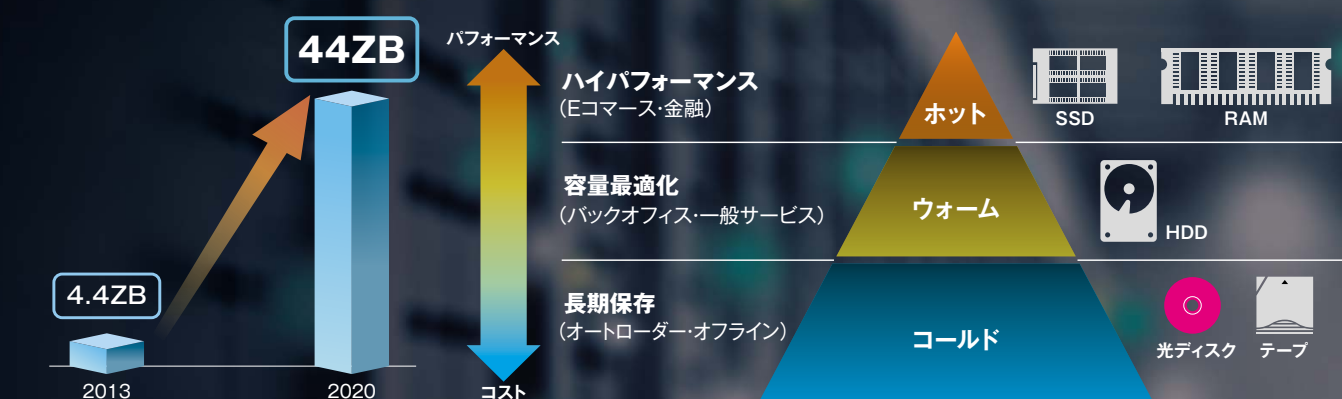 44ZB
4.4ZB
2013
2020
パフォーマンス
コスト
ハイパフォーマンス
（Eコマース・金融）
容量最適化
（バックオフィス・一般サービス）
長期保存
（オートローダー・オフライン）
ホット
ウォーム
コールド
SSD
RAM
HDD
光ディスク
テープ